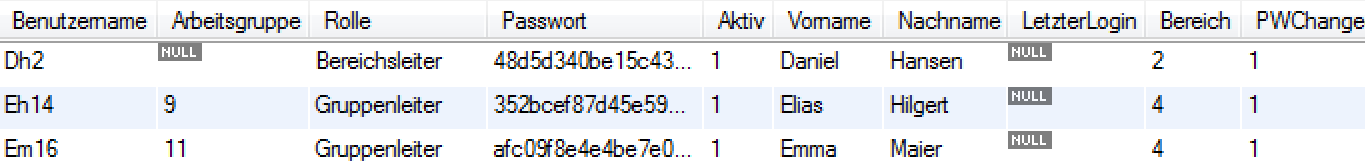 Benutzername Arbeitsgruppe Rolle Passwort Aktiv Vorname Nachname LetzterLogin Bereich PWChange
Dh2 NULL Bereichsleiter 48d5d340be15c43... 1 Daniel Hansen NULL 2 1
Eh14 9 Gruppenleiter 352bcef87d45e59... 1 Elias Hilgert NULL 4 1
Em16 11 Gruppenleiter afc09f8e4e4be7e0... 1 Emma Maier NULL 4 1